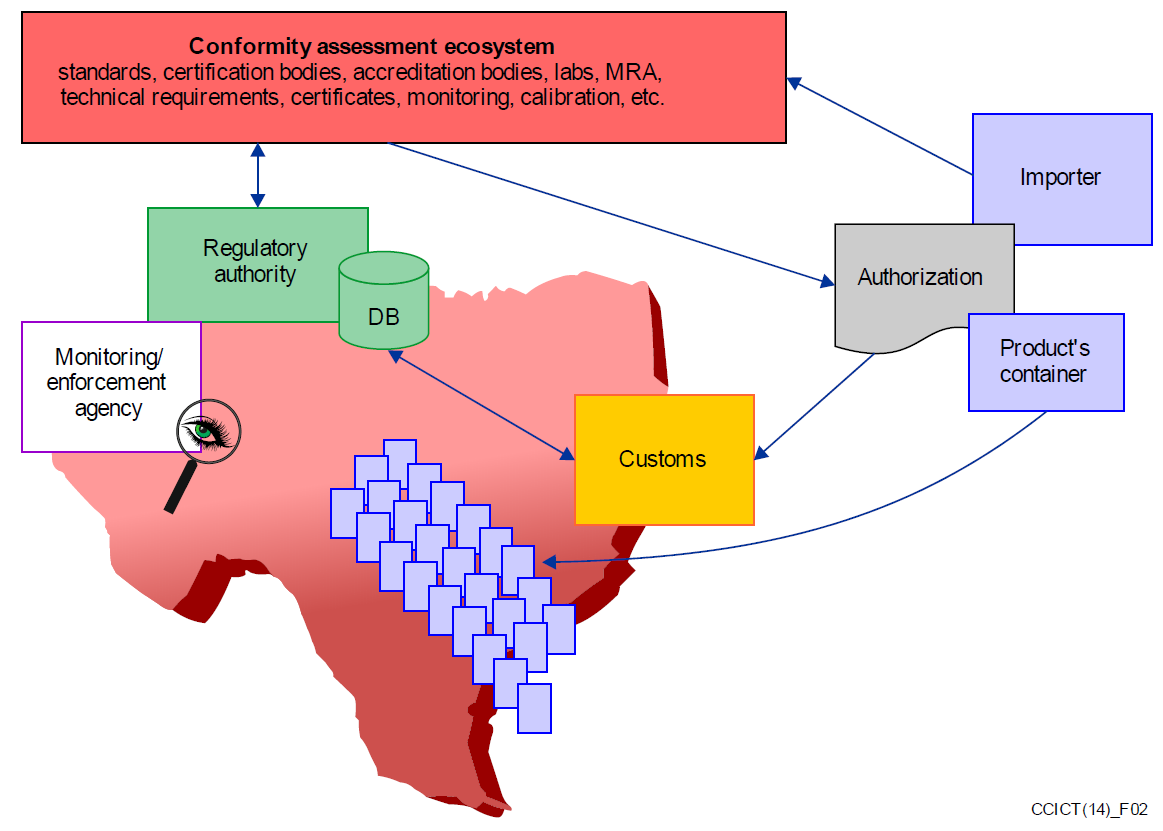 Conformity assessment ecosystem
standards, certification bodies, accreditation bodies, labs, MRA,
technical requirements, certificates, monitoring, calibration, etc.
Importer
Regulatory
authority
Authorization
DB
Product's
container
Monitoring/
enforcement
agency
Customs
CCICT(14)_F02